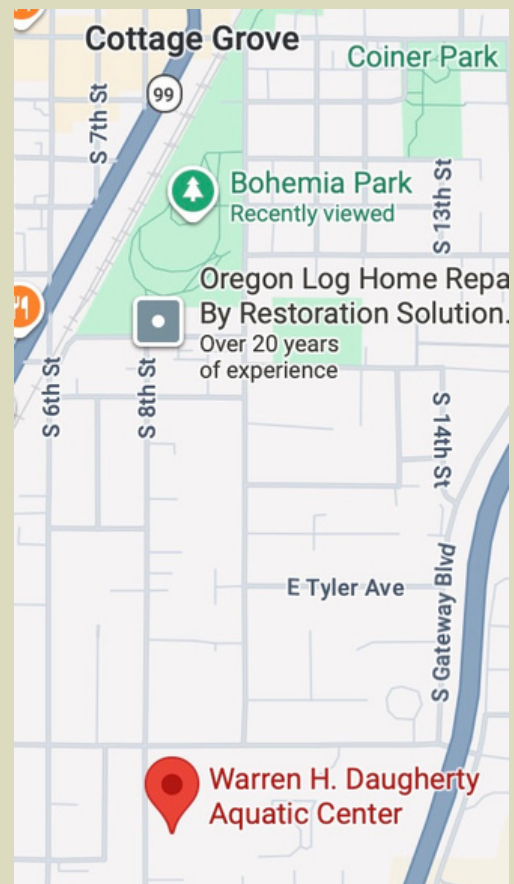 Cottage Grove
Coiner Park
99
S 7th St
Bohemia Park
Recently viewed
S 13th St
Oregon Log Home Repa
By Restoration Solution.
Over 20 years
of experience
S 6th St
S 8th St
S 14th St
E Tyler Ave
S Gateway Blvd
Warren H. Daugherty
Aquatic Center